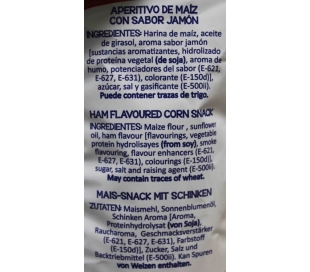 APERITIVO DE MAÍZ
CON SABOR JAMÓN
INGREDIENTES: Harina de maíz, aceite
de girasol, aroma sabor jamón
[sustancias aromatizantes, hidrolizado
de proteína vegetal (de soja), aroma de
humo, potenciadores del sabor (E-621,
E-627, E-631), colorante (E-150d)],
azúcar, sal y gasificante (E-500ii).
Puede contener trazas de trigo.
HAM FLAVOURED CORN SNACK
INGREDIENTES: Maize flour , sunflower
oil, ham flavour [flavourings, vegetable
protein hydrolisayes (from soy), smoke
flavouring, flavour enhancers (E-621,
E-627, E-631), colourings (E-150d)],
sugar, salt and raising agent (E-500ii).
May contain traces of wheat.
MAIS-SNACK MIT SCHINKEN
ZUTATEN: Maismehl, Sonnenblumenöl,
Schinken Aroma [Aroma,
Proteinhydrolysat (von Soja),
Raucharoma, Geschmacksverstärker
(E-621, E-627, E-631), Farbstoff
(E-150d)], Zucker, Salz und
Backtriebmittel (E-500ii). Kan Spuren
von Weizen enthalten.